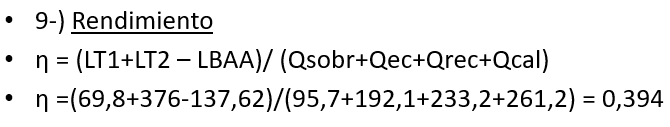 • 9-) Rendimiento
• η = (LT1+LT2 – LBAA)/ (Qsobr+Qec+Qrec+Qcal)
• η =(69,8+376-137,62)/(95,7+192,1+233,2+261,2) = 0,394